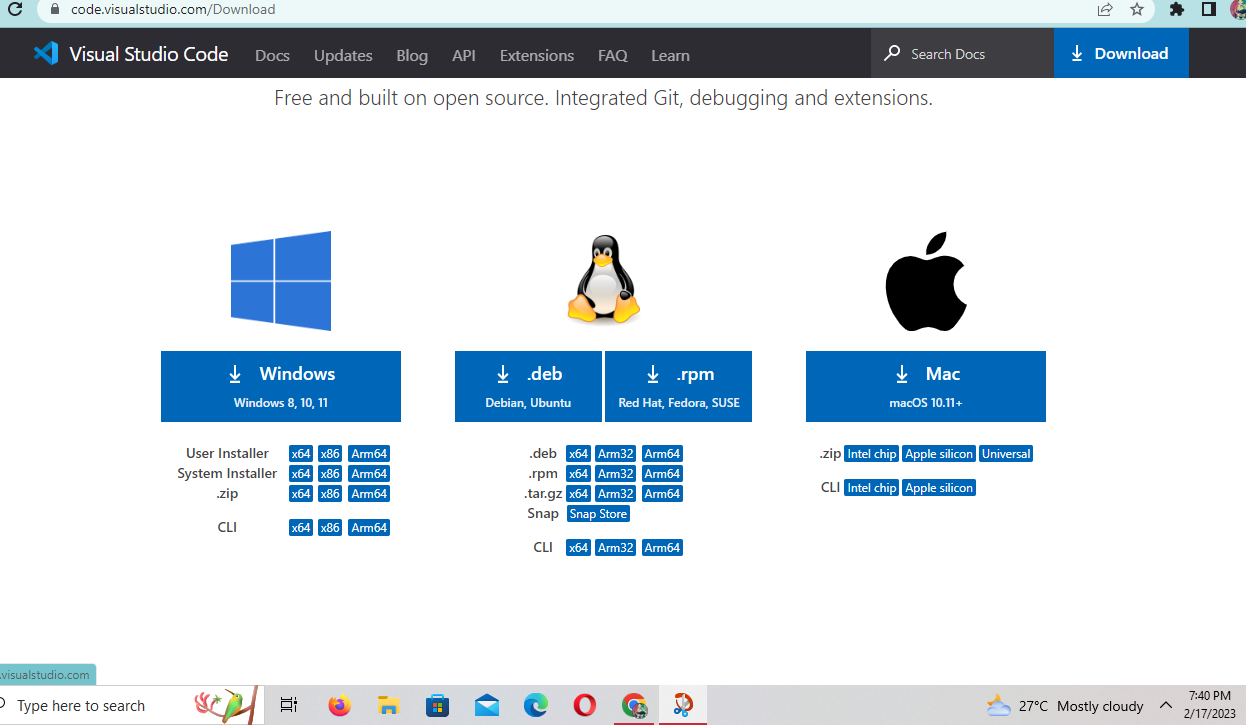 code.visualstudio.com/Download
Visual Studio Code Docs Updates Blog API Extensions FAQ Learn Search Docs Download
Free and built on open source. Integrated Git, debugging and extensions.
Windows
Windows 8, 10, 11
User Installer x64 x86 Arm64
System Installer x64 x86 Arm64
.zip x64 x86 Arm64
CLI x64 x86 Arm64
.deb
Debian, Ubuntu
.rpm
Red Hat, Fedora, SUSE
.deb x64 Arm32 Arm64
.rpm x64 Arm32 Arm64
.tar.gz x64 Arm32 Arm64
Snap Snap Store
CLI x64 Arm32 Arm64
Mac
macOS 10.11+
.zip Intel chip Apple silicon Universal
CLI Intel chip Apple silicon
.visualstudio.com
Type here to search
27°C Mostly cloudy
7:40 PM
2/17/2023